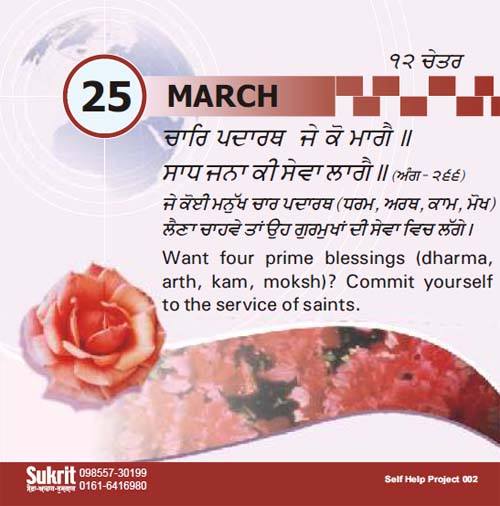 ੧੨ ਚੇਤਰ
25 MARCH
ਚਾਰਿ ਪਦਾਰਥ ਜੇ ਕੋ ਮਾਗੈ ॥
ਸਾਧ ਜਨਾ ਕੀ ਸੇਵਾ ਲਾਗੈ ॥ (ਅੰਗ- ੨੬੬)
ਜੇ ਕੋਈ ਮਨੁੱਖ ਚਾਰ ਪਦਾਰਥ (ਧਰਮ, ਅਰਥ, ਕਾਮ, ਮੋਖ)
ਲੈਣਾ ਚਾਹਵੇ ਤਾਂ ਉਹ ਗੁਰਮੁਖਾਂ ਦੀ ਸੇਵਾ ਵਿਚ ਲੱਗੇ।
Want four prime blessings (dharma,
arth, kam, moksh)? Commit yourself
to the service of saints.
Sukrit 098557-30199
0161-6416980
Self Help Project 002